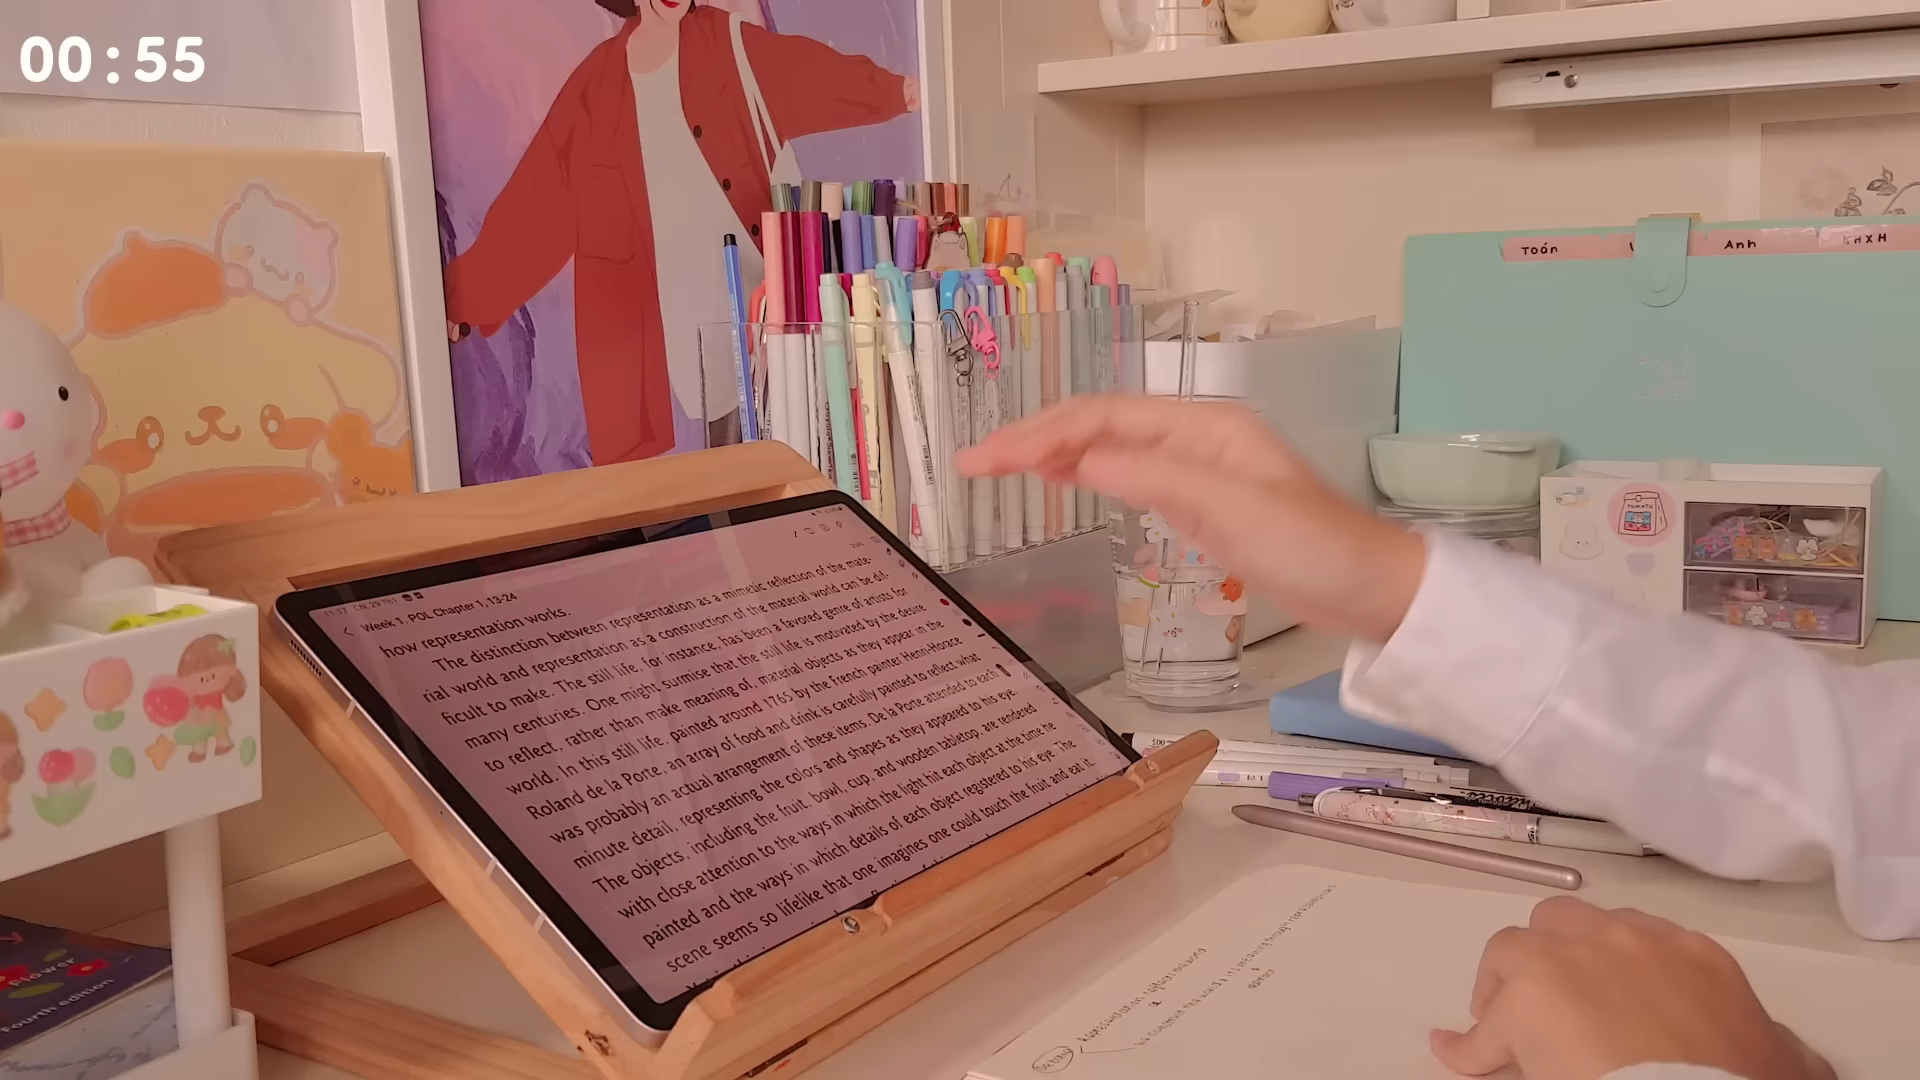 00:55
Toán
Anh
KHXH
TOMATO
Week 1, POL Chapter 1, 13-24
how representation works.
The distinction between representation as a mimetic reflection of the mate-
rial world and representation as a construction of the material world can be dif-
ficult to make. The still life, for instance, has been a favored genre of artists for
many centuries. One might surmise that the still life is motivated by the desire
to reflect, rather than make meaning of, material objects as they appear in the
world. In this still life, painted around 1765 by the French painter Henri-Horace
Roland de la Porte, an array of food and drink is carefully painted to reflect what
was probably an actual arrangement of these items. De la Porte attended to each
minute detail, representing the colors and shapes as they appeared to his eye.
The objects, including the fruit, bowl, cup, and wooden tabletop, are rendered
with close attention to the ways in which the light hit each object at the time he
painted and the ways in which details of each object registered to his eye. The
scene seems so lifelike that one imagines one could touch the fruit and eat it.
Flower
Fourth edition